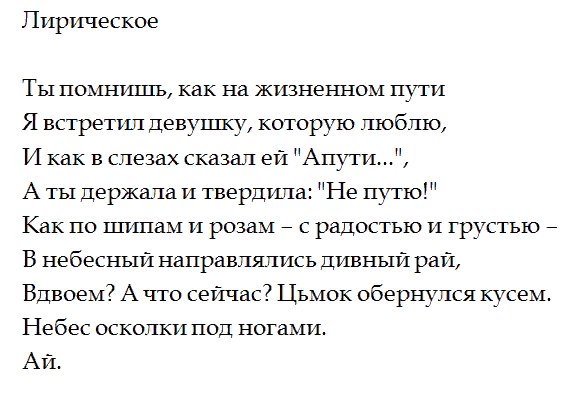 Лирическое
Ты помнишь, как на жизненном пути
Я встретил девушку, которую люблю,
И как в слезах сказал ей "Апути...",
А ты держала и твердила: "Не путю!"
Как по шипам и розам – с радостью и грустью –
В небесный направлялись дивный рай,
Вдвоем? А что сейчас? Цьмок обернулся кусем.
Небес осколки под ногами.
Ай.